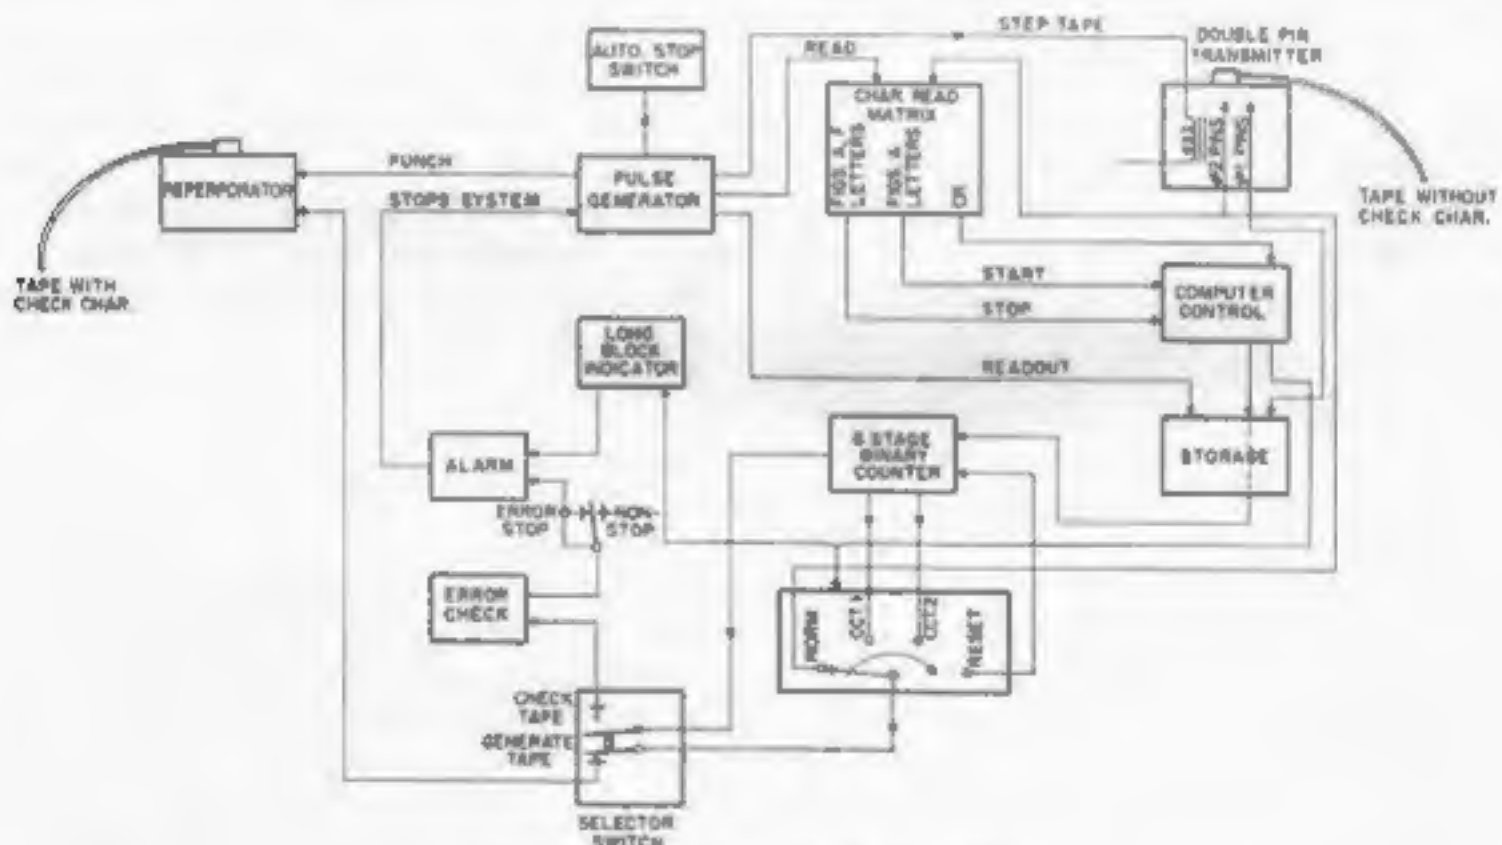 STEP TAPE
DOUBLE PIN
TRANSMITTER
AUTO. STOP
SWITCH
READ
CHAR READ
MATRIX
FIGS A, F
LETTERS
FIGS A
LETTERS
CR
#2 PINS
#1 PINS
PUNCH
REPERFORATOR
PULSE
GENERATOR
STOPS SYSTEM
TAPE WITHOUT
CHECK CHAR.
TAPE WITH
CHECK CHAR.
START
STOP
COMPUTER
CONTROL
LONG
BLOCK
INDICATOR
READOUT
ALARM
STAGE
BINARY
COUNTER
STORAGE
ERROR
STOP
NON-
STOP
ERROR
CHECK
NORM
CCT 1
CCT 2
RESET
CHECK
TAPE
GENERATE
TAPE
SELECTOR
SWITCH